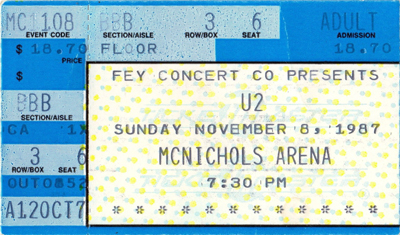 MC1108 BBB 3 6 ADULT
EVENT CODE SECTION/AISLE ROW/BOX SEAT ADMISSION
$ 18.70 FLOOR 18.70
PRICE
$
BBB
SECTION/AISLE
CA 1X
3 6
ROW/BOX SEAT
OUT0852
A120CT7
FEY CONCERT CO PRESENTS
U2
SUNDAY NOVEMBER 8, 1987
MCNICHOLS ARENA
7:30 PM
* * * * * * * * * * * * * *